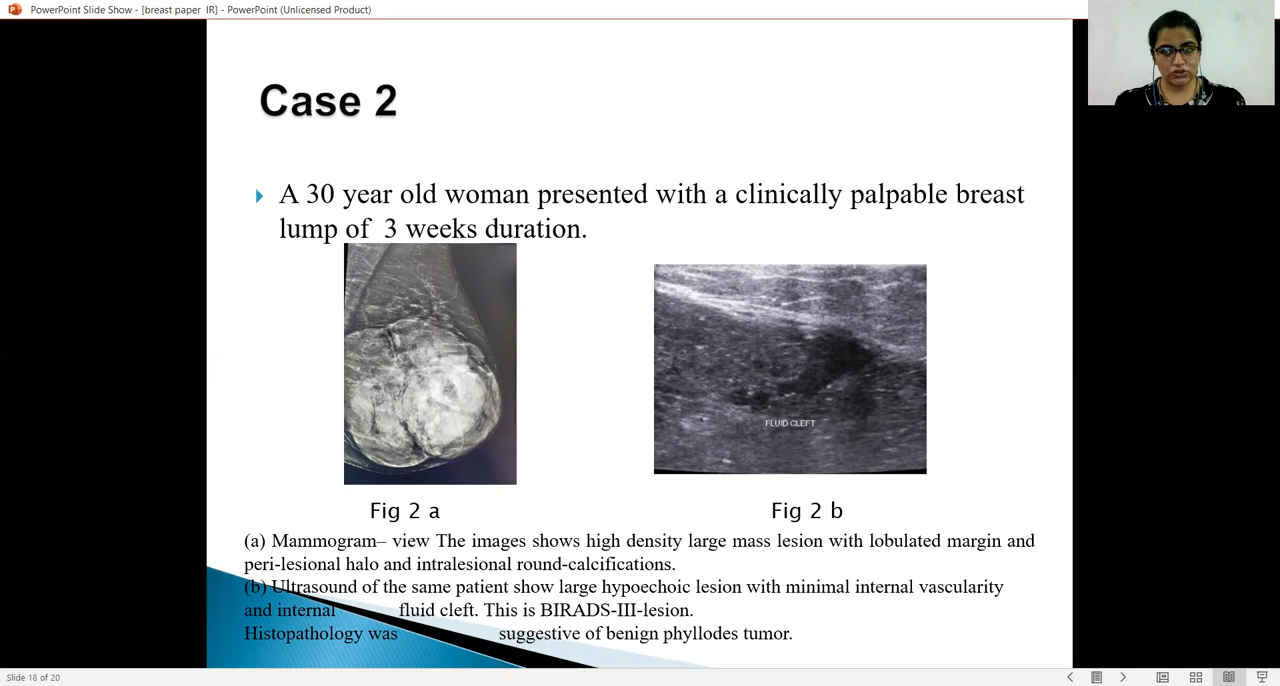 PowerPoint Slide Show - [breast paper  IR] - PowerPoint (Unlicensed Product)
Case 2
A 30 year old woman presented with a clinically palpable breast
lump of  3 weeks duration.
FLUID CLEFT
Fig 2 a
Fig 2 b
(a) Mammogram– view The images shows high density large mass lesion with lobulated margin and
peri-lesional halo and intralesional round-calcifications.
(b) Ultrasound of the same patient show large hypoechoic lesion with minimal internal vascularity
and internal fluid cleft. This is BIRADS-III-lesion.
Histopathology was suggestive of benign phyllodes tumor.
Slide 18 of 20